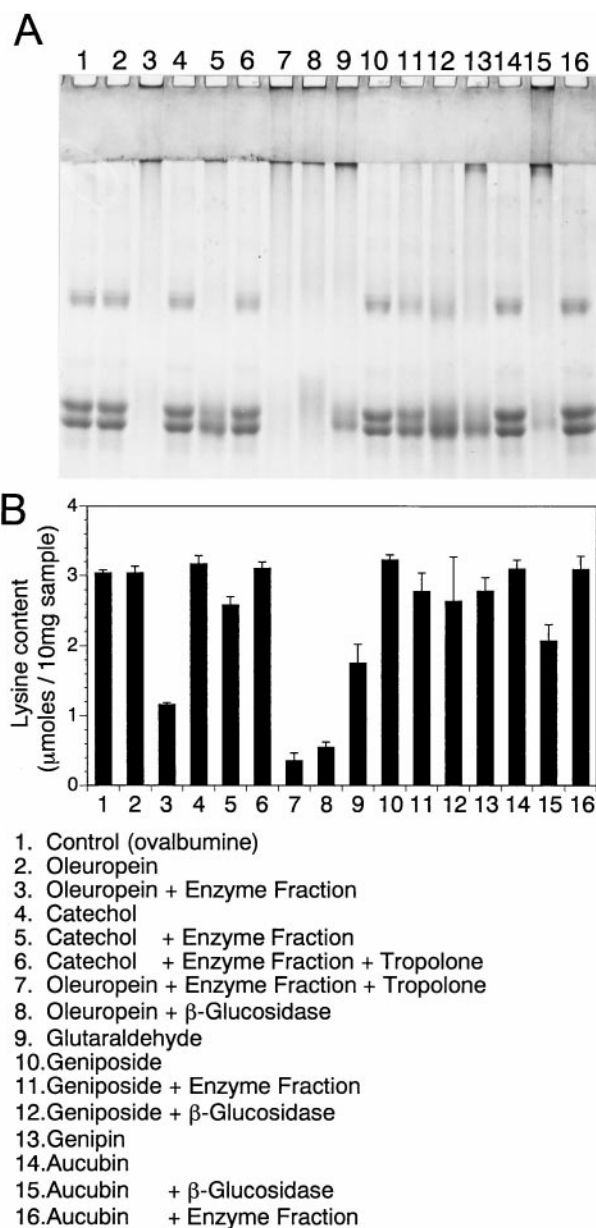 A
1 2 3 4 5 6 7 8 9 10 11 12 13 14 15 16
B
4
3
2
1
0
Lysine content
(μmoles / 10mg sample)
1 2 3 4 5 6 7 8 9 10 11 12 13 14 15 16
1. Control (ovalbumine)
2. Oleuropein
3. Oleuropein + Enzyme Fraction
4. Catechol
5. Catechol + Enzyme Fraction
6. Catechol + Enzyme Fraction + Tropolone
7. Oleuropein + Enzyme Fraction + Tropolone
8. Oleuropein + β-Glucosidase
9. Glutaraldehyde
10.Geniposide
11.Geniposide + Enzyme Fraction
12.Geniposide + β-Glucosidase
13.Genipin
14.Aucubin
15.Aucubin + β-Glucosidase
16.Aucubin + Enzyme Fraction